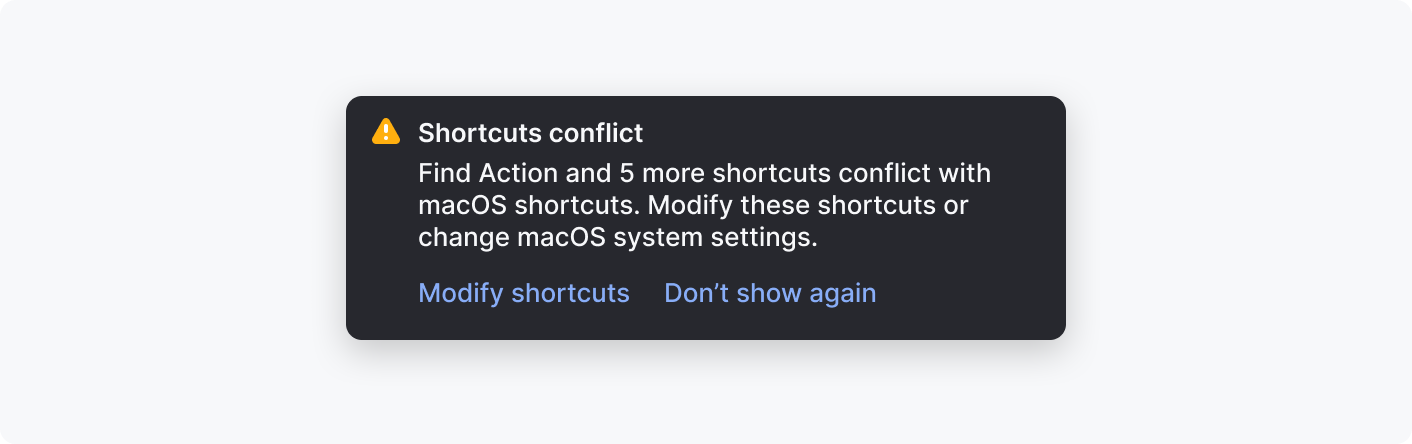 Shortcuts conflict
Find Action and 5 more shortcuts conflict with
macOS shortcuts. Modify these shortcuts or
change macOS system settings.
Modify shortcuts Don’t show again